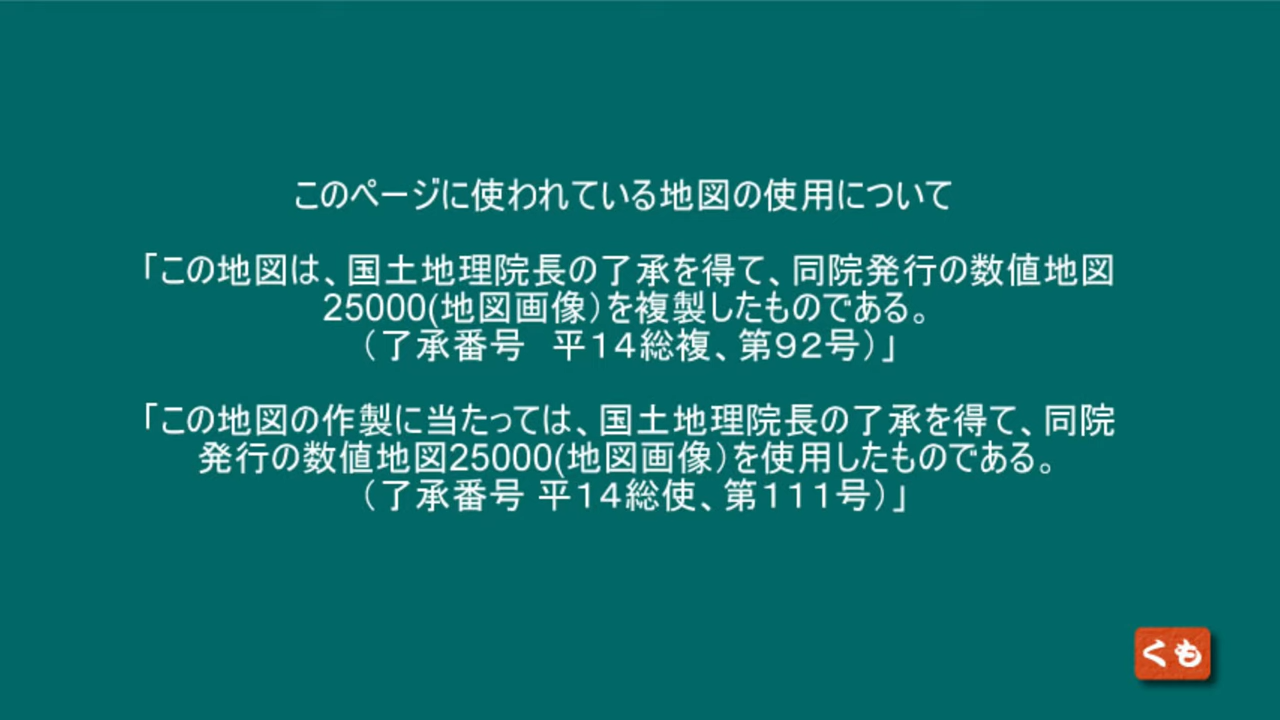 このページに使われている地図の使用について
「この地図は、国土地理院長の了承を得て、同院発行の数値地図
25000(地図画像）を複製したものである。
（了承番号　平１４総複、第９２号）」
「この地図の作製に当たっては、国土地理院長の了承を得て、同院
発行の数値地図25000(地図画像）を使用したものである。
（了承番号 平１４総使、第１１１号）」
くも